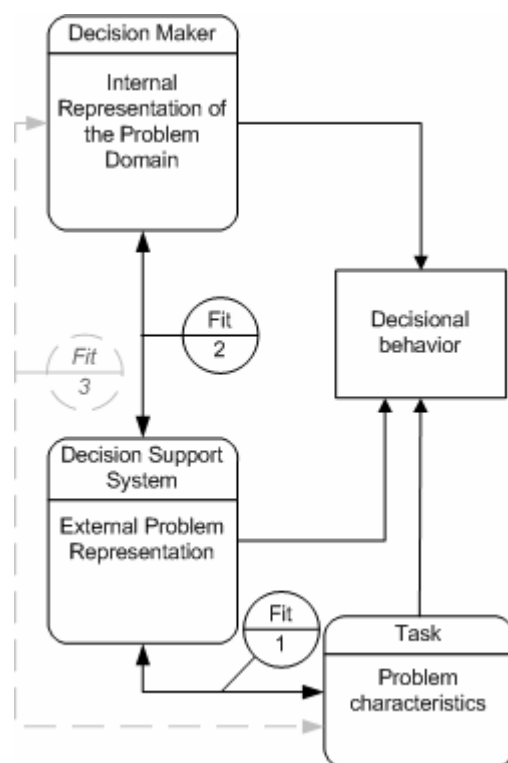 Decision Maker
Internal
Representation of
the Problem
Domain
Fit
2
Decisional
behavior
Fit
3
Decision Support
System
External Problem
Representation
Fit
1
Task
Problem
characteristics